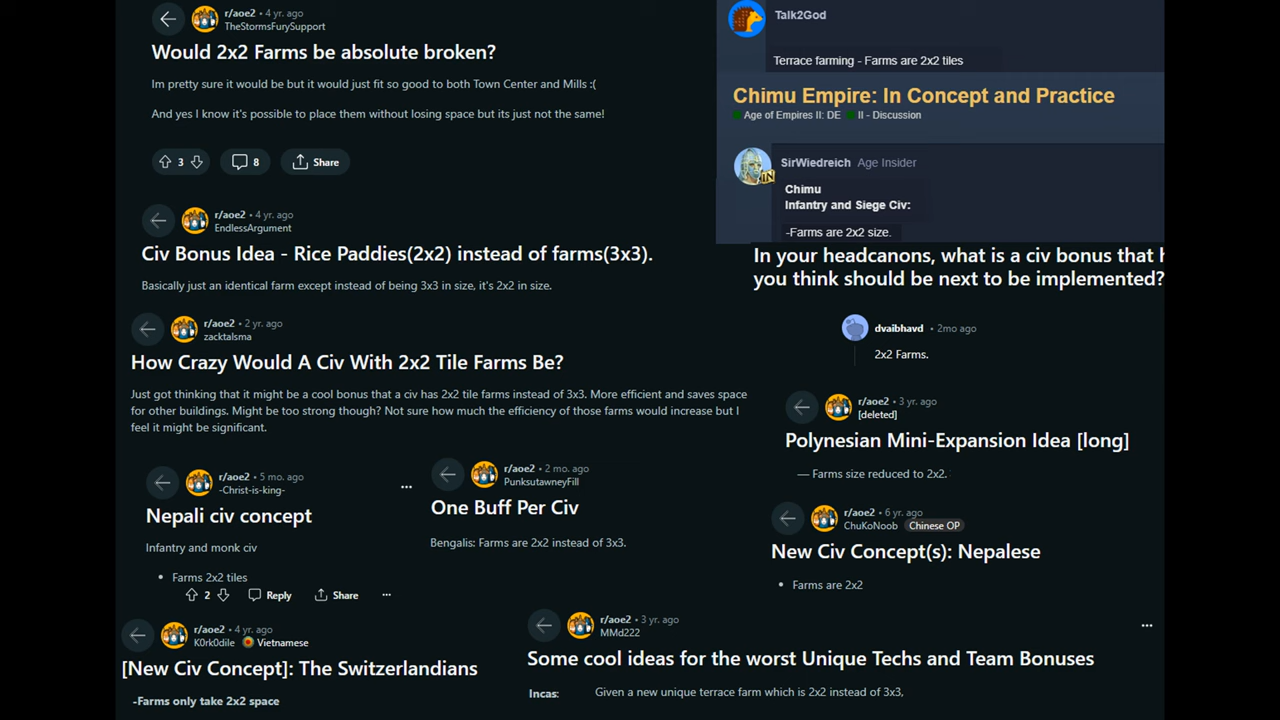 r/aoe2 • 4 yr. ago
TheStormsFurySupport
Would 2x2 Farms be absolute broken?
Im pretty sure it would be but it would just fit so good to both Town Center and Mills :(
And yes I know it's possible to place them without losing space but its just not the same!
3
8
Share
Talk2God
Terrace farming - Farms are 2x2 tiles
Chimu Empire: In Concept and Practice
Age of Empires II: DE
II - Discussion
SirWiedreich Age Insider
IN
Chimu
Infantry and Siege Civ:
-Farms are 2x2 size.
r/aoe2 • 4 yr. ago
EndlessArgument
Civ Bonus Idea - Rice Paddies(2x2) instead of farms(3x3).
Basically just an identical farm except instead of being 3x3 in size, it's 2x2 in size.
In your headcanons, what is a civ bonus that h
you think should be next to be implemented?
dvaibhavd • 2mo ago
2x2 Farms.
r/aoe2 • 2 yr. ago
zacktalsma
How Crazy Would A Civ With 2x2 Tile Farms Be?
Just got thinking that it might be a cool bonus that a civ has 2x2 tile farms instead of 3x3. More efficient and saves space
for other buildings. Might be too strong though? Not sure how much the efficiency of those farms would increase but I
feel it might be significant.
r/aoe2 • 3 yr. ago
[deleted]
Polynesian Mini-Expansion Idea [long]
— Farms size reduced to 2x2.
r/aoe2 • 5 mo. ago
-Christ-is-king-
Nepali civ concept
Infantry and monk civ
• Farms 2x2 tiles
2
Reply
Share
r/aoe2 • 2 mo. ago
PunksutawneyFill
One Buff Per Civ
Bengalis: Farms are 2x2 instead of 3x3.
r/aoe2 • 6 yr. ago
ChuKoNoob Chinese OP
New Civ Concept(s): Nepalese
• Farms are 2x2
r/aoe2 • 4 yr. ago
K0rk0dile Vietnamese
[New Civ Concept]: The Switzerlandians
-Farms only take 2x2 space
r/aoe2 • 3 yr. ago
MMd222
Some cool ideas for the worst Unique Techs and Team Bonuses
Incas: Given a new unique terrace farm which is 2x2 instead of 3x3,